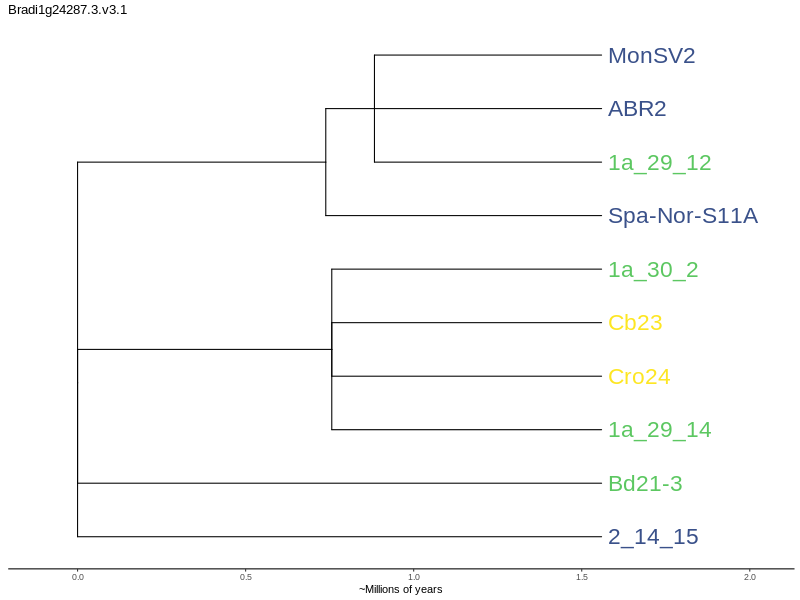 Bradi1g24287.3.v3.1
MonSV2
ABR2
1a_29_12
Spa-Nor-S11A
1a_30_2
Cb23
Cro24
1a_29_14
Bd21-3
2_14_15
0.0 0.5 1.0 1.5 2.0
~Millions of years